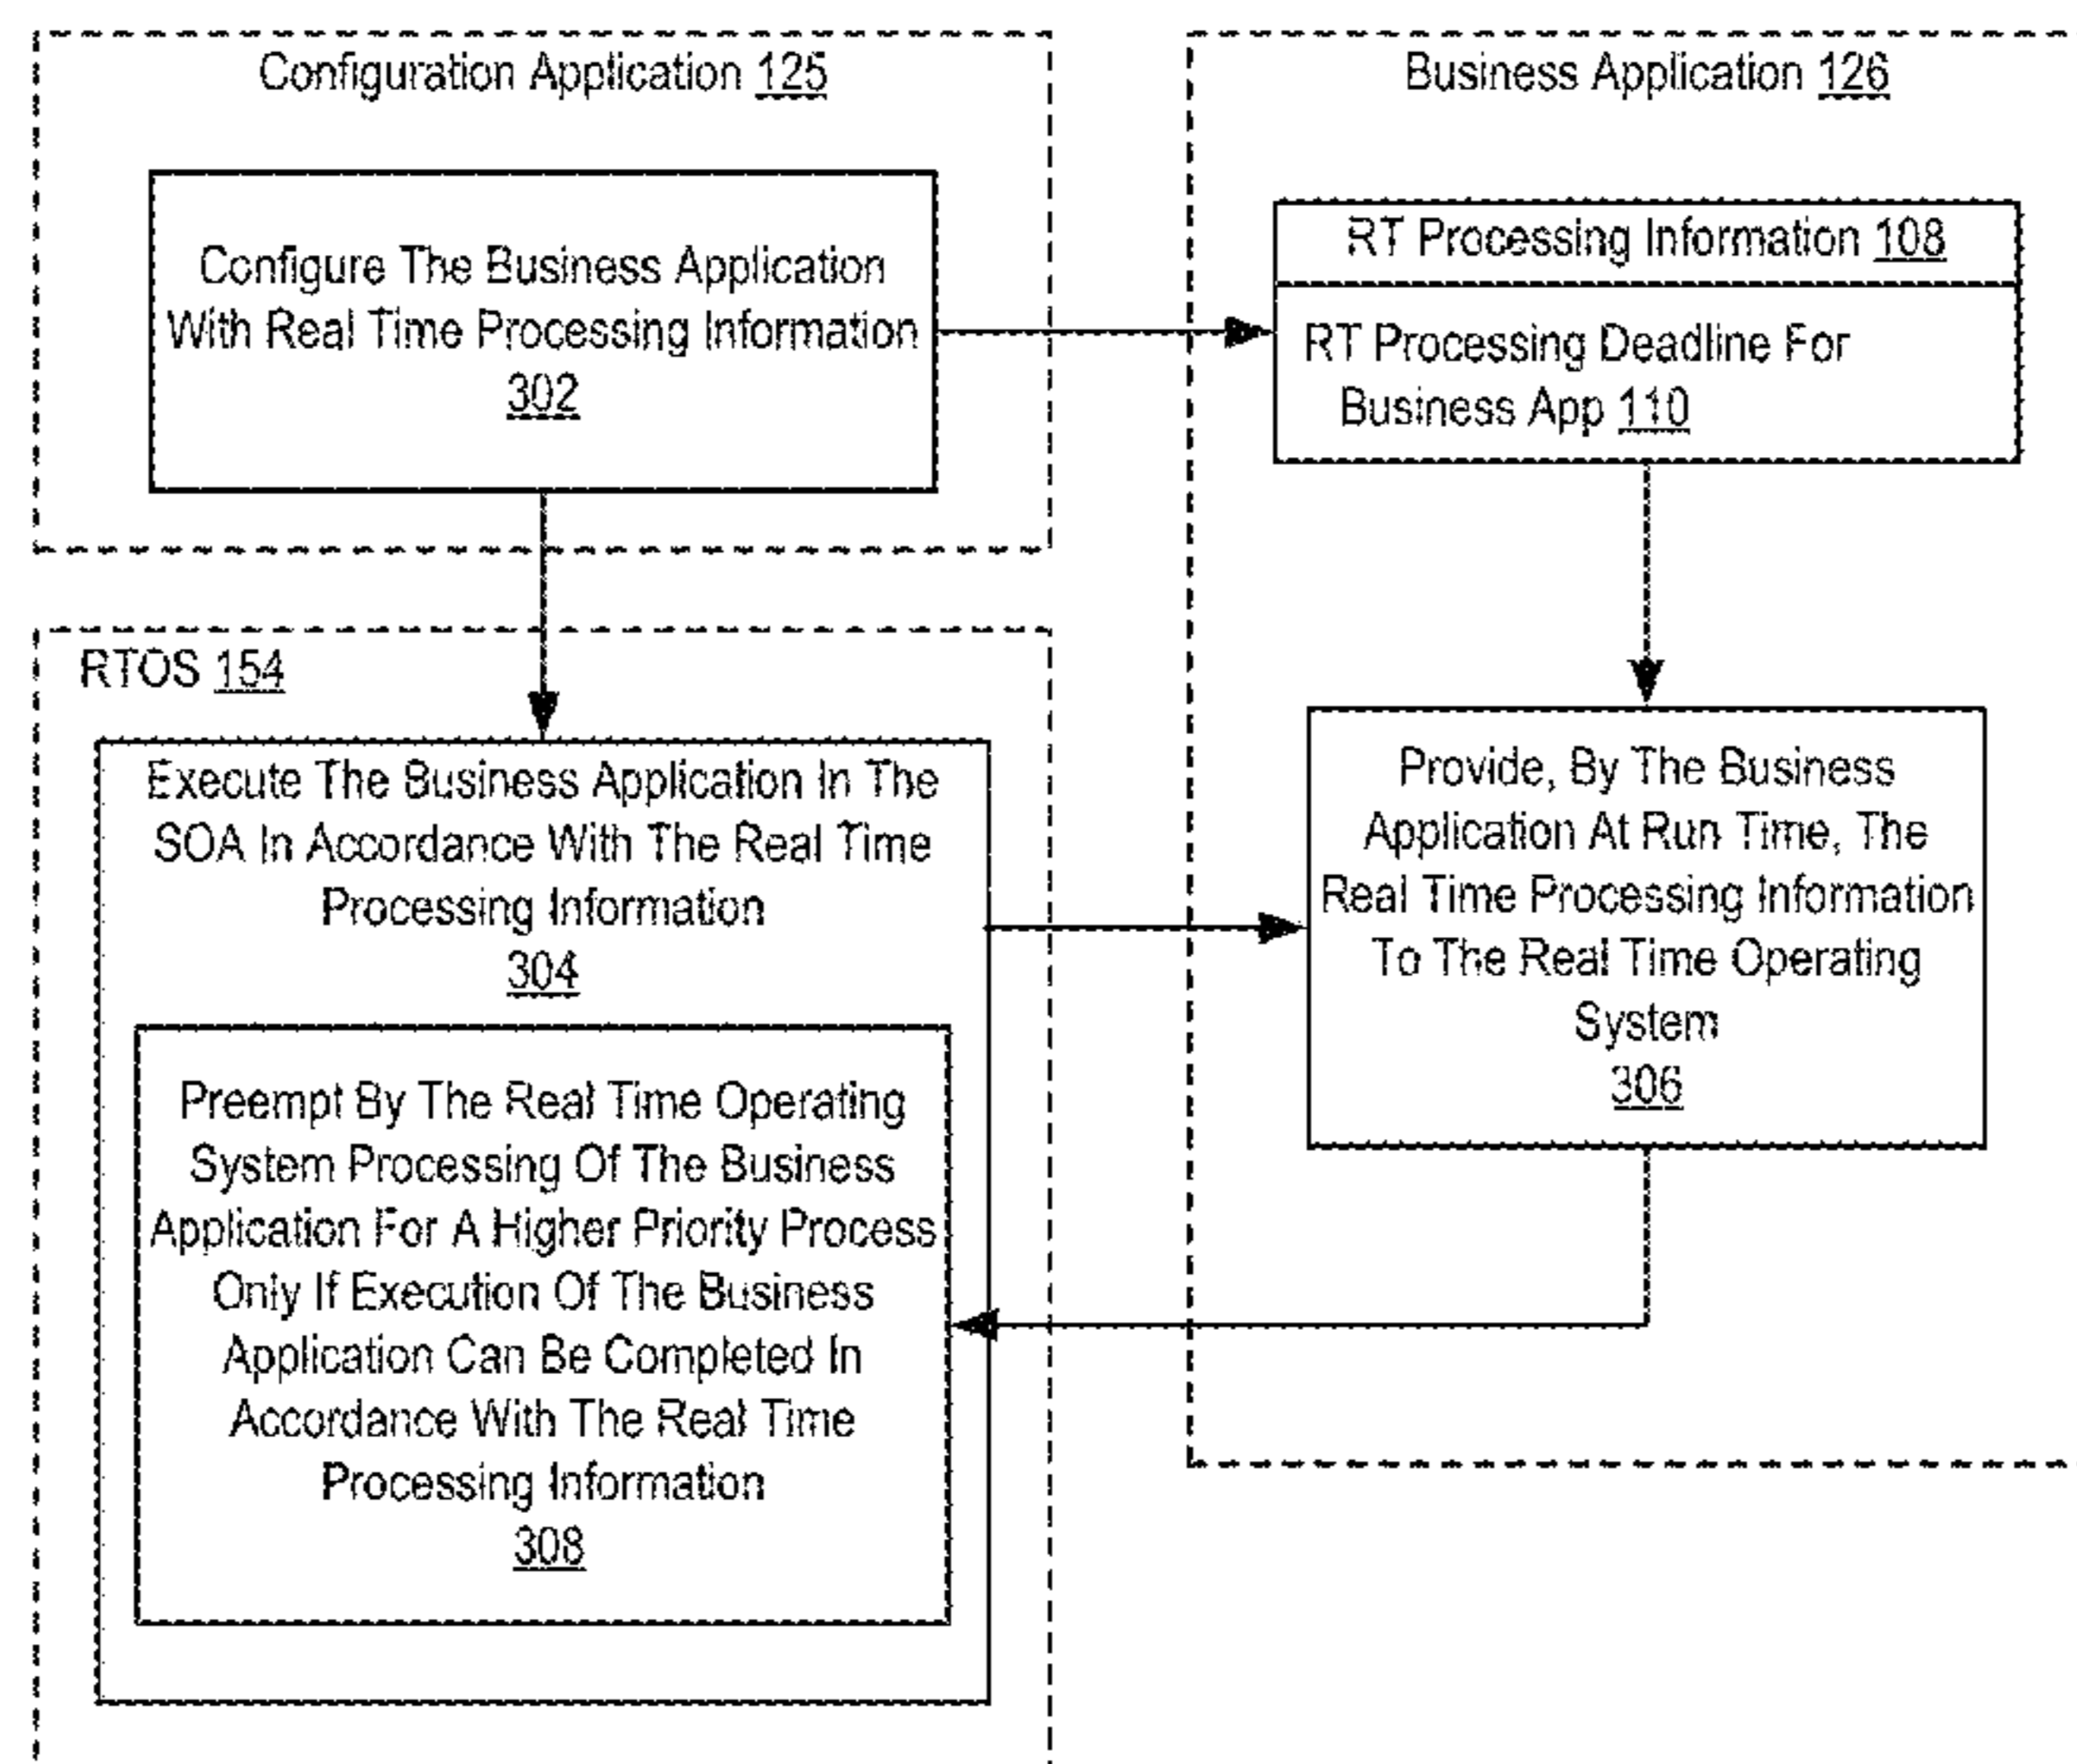 Configuration Application 125
Configure The Business Application
With Real Time Processing Information
302
Business Application 126
RT Processing Information 108
RT Processing Deadline For
Business App 110
RTOS 154
Execute The Business Application In The
SOA In Accordance With The Real Time
Processing Information
304
Preempt By The Real Time Operating
System Processing Of The Business
Application For A Higher Priority Process
Only If Execution Of The Business
Application Can Be Completed In
Accordance With The Real Time
Processing Information
308
Provide, By The Business
Application At Run Time, The
Real Time Processing Information
To The Real Time Operating
System
306